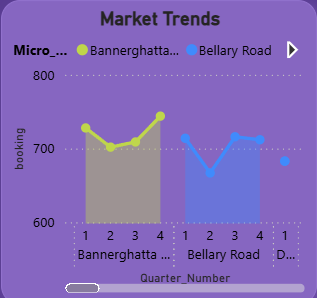 Market Trends
Micro_... Bannerghatta... Bellary Road
800
700
600
booking
1 2 3 4 1 2 3 4 1
Bannerghatta ... Bellary Road D...
Quarter_Number